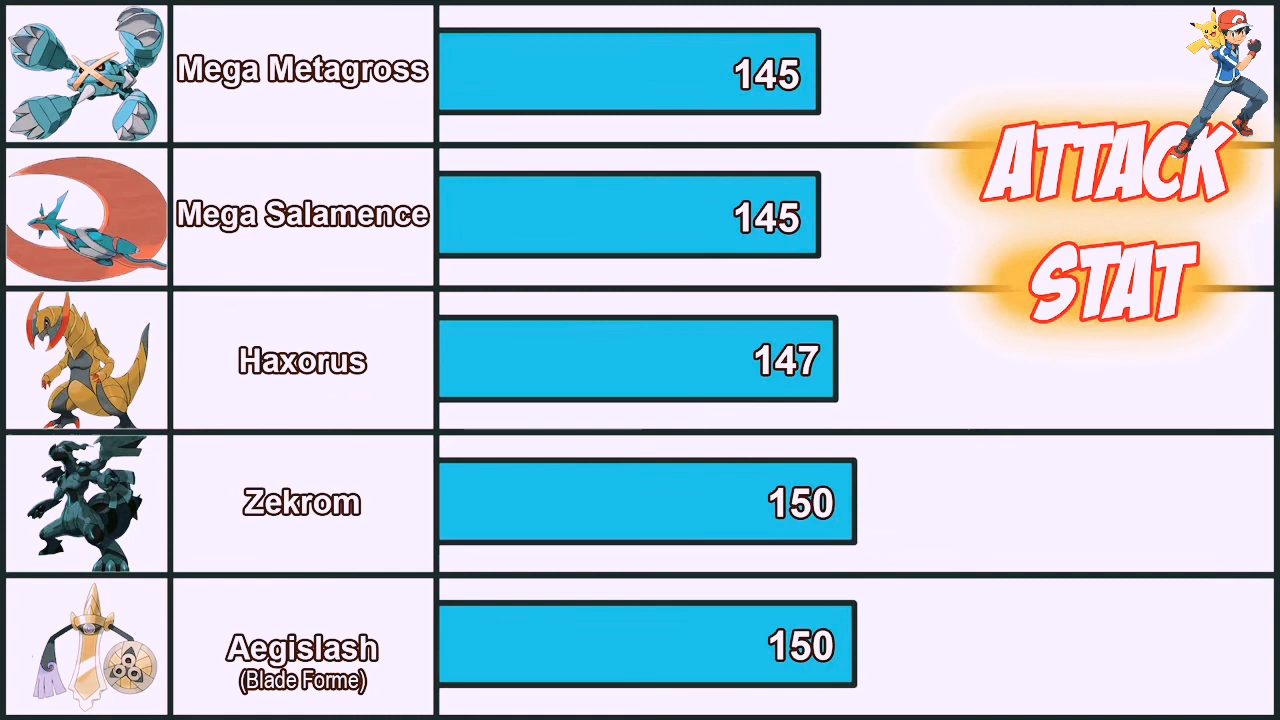 Mega Metagross
145
ATTACK
STAT
Mega Salamence
145
Haxorus
147
Zekrom
150
Aegislash
(Blade Forme)
150